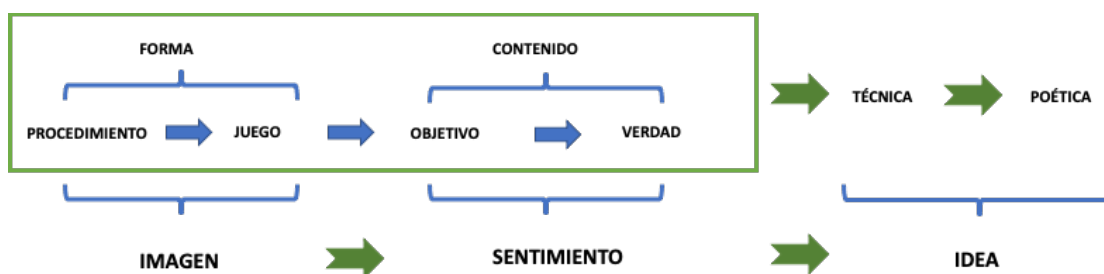 FORMA CONTENIDO
TÉCNICA POÉTICA
PROCEDIMIENTO JUEGO OBJETIVO VERDAD
IMAGEN SENTIMIENTO IDEA